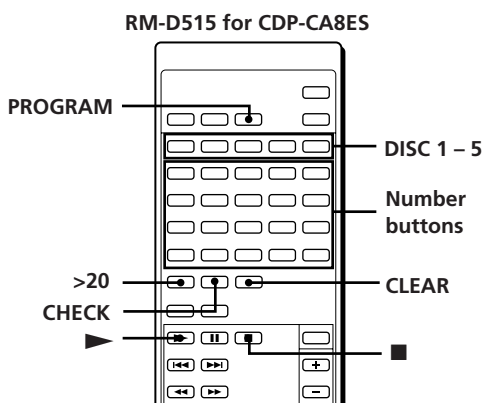 RM-D515 for CDP-CA8ES
PROGRAM
DISC 1 – 5
Number
buttons
>20
CLEAR
CHECK
+
–